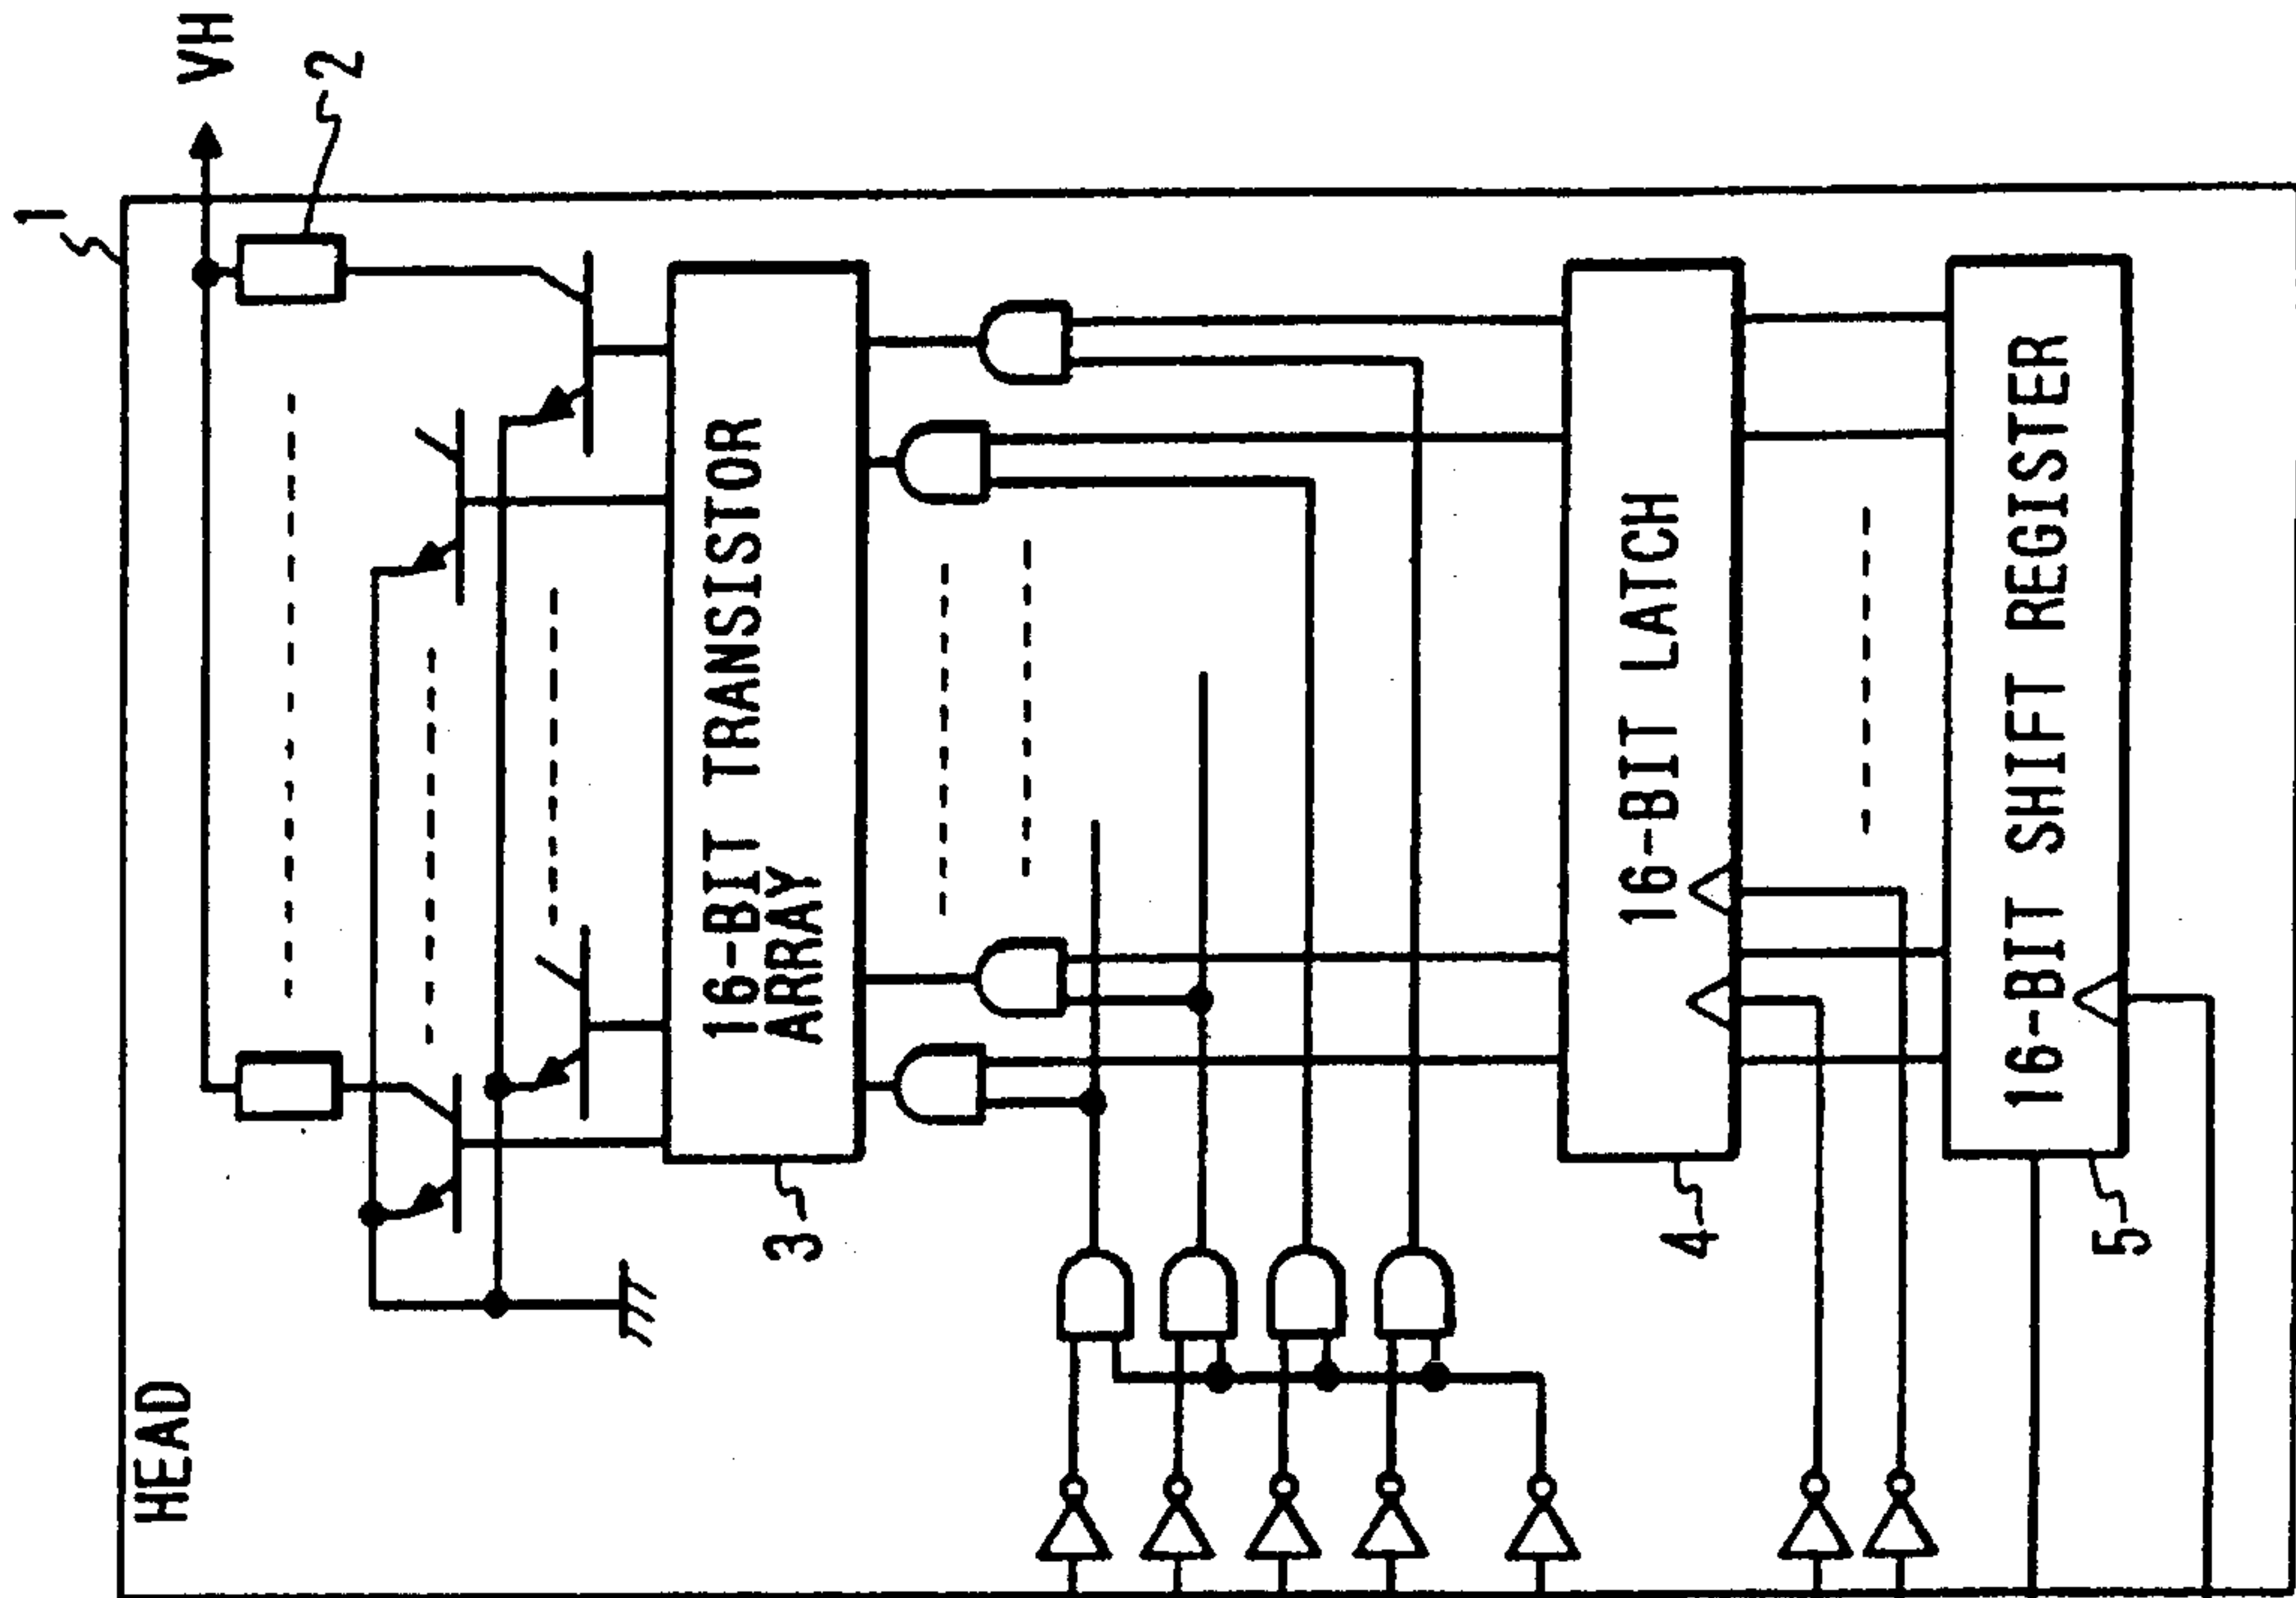 HEAD
1
VH
2
16-BIT TRANSISTOR
ARRAY
3
16-BIT LATCH
4
16-BIT SHIFT REGISTER
5